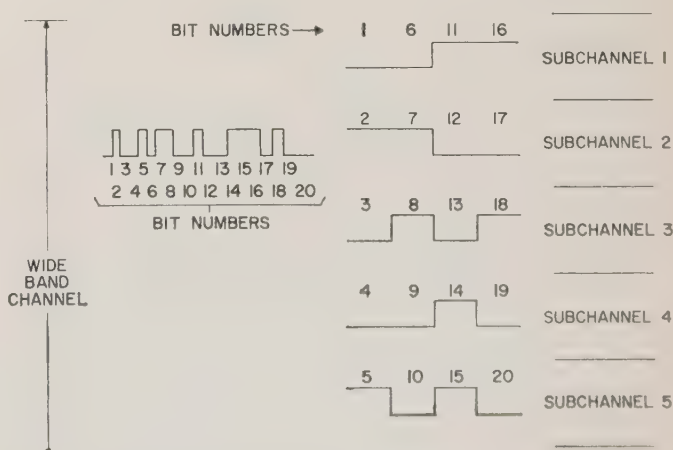 BIT NUMBERS
1 6 11 16
SUBCHANNEL 1
2 7 12 17
SUBCHANNEL 2
1 3 5 7 9 11 13 15 17 19
2 4 6 8 10 12 14 16 18 20
BIT NUMBERS
3 8 13 18
SUBCHANNEL 3
WIDE
BAND
CHANNEL
4 9 14 19
SUBCHANNEL 4
5 10 15 20
SUBCHANNEL 5